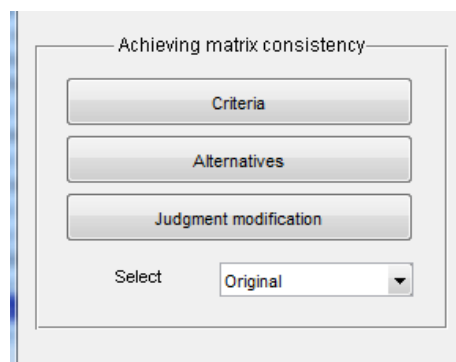 Achieving matrix consistency
Criteria
Alternatives
Judgment modification
Select
Original